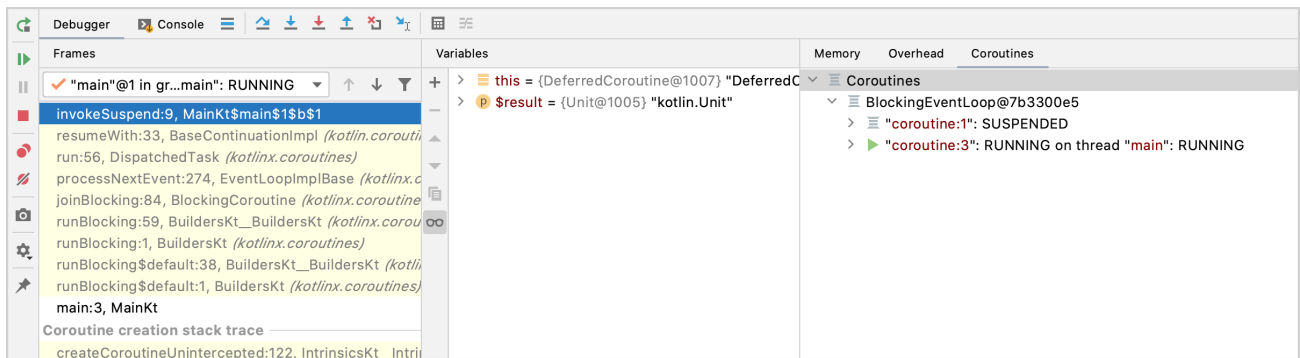 Debugger Console
Frames
"main"@1 in gr...main": RUNNING
invokeSuspend:9, MainKt$main$1$b$1
resumeWith:33, BaseContinuationImpl (kotlin.corouti
run:56, DispatchedTask (kotlinx.coroutines)
processNextEvent:274, EventLoopImplBase (kotlinx.c
joinBlocking:84, BlockingCoroutine (kotlinx.coroutine
runBlocking:59, BuildersKt__BuildersKt (kotlinx.corou
runBlocking:1, BuildersKt (kotlinx.coroutines)
runBlocking$default:38, BuildersKt__BuildersKt (kotli
runBlocking$default:1, BuildersKt (kotlinx.coroutines)
main:3, MainKt
Coroutine creation stack trace
createCoroutineUnintercepted:122, IntrinsicsKt__Intri
Variables
this = {DeferredCoroutine@1007} "DeferredC
p $result = {Unit@1005} "kotlin.Unit"
Memory Overhead Coroutines
Coroutines
BlockingEventLoop@7b3300e5
"coroutine:1": SUSPENDED
"coroutine:3": RUNNING on thread "main": RUNNING